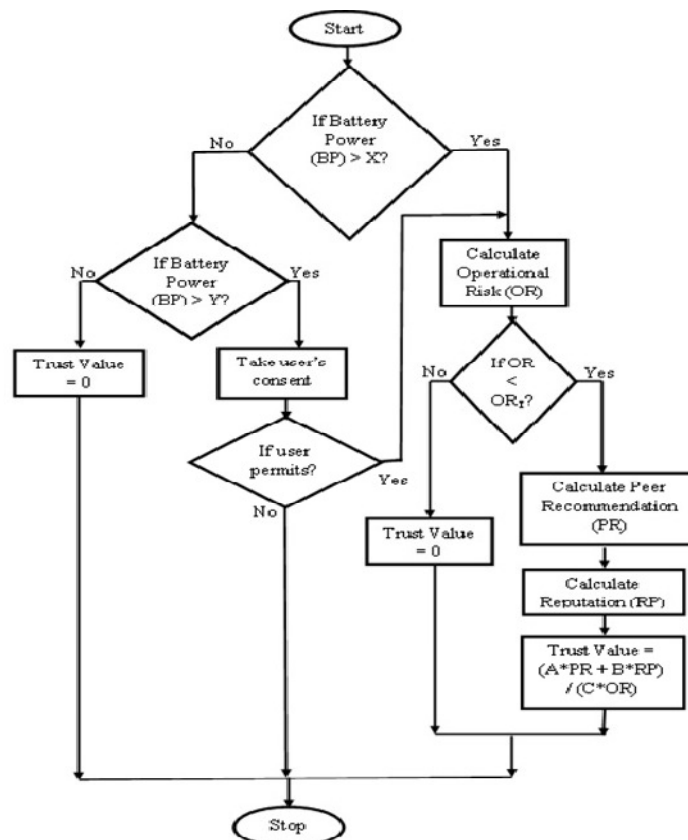 Start
If Battery
Power
(BP) > X?
No
Yes
If Battery
Power
(BP) > Y?
No
Yes
Calculate
Operational
Risk (OR)
Trust Value
= 0
Take user's
consent
If OR
<
OR_T?
No
Yes
If user
permits?
Yes
No
Calculate Peer
Recommendation
(PR)
Trust Value
= 0
Calculate
Reputation (RP)
Trust Value =
(A*PR + B*RP)
/ (C*OR)
Stop